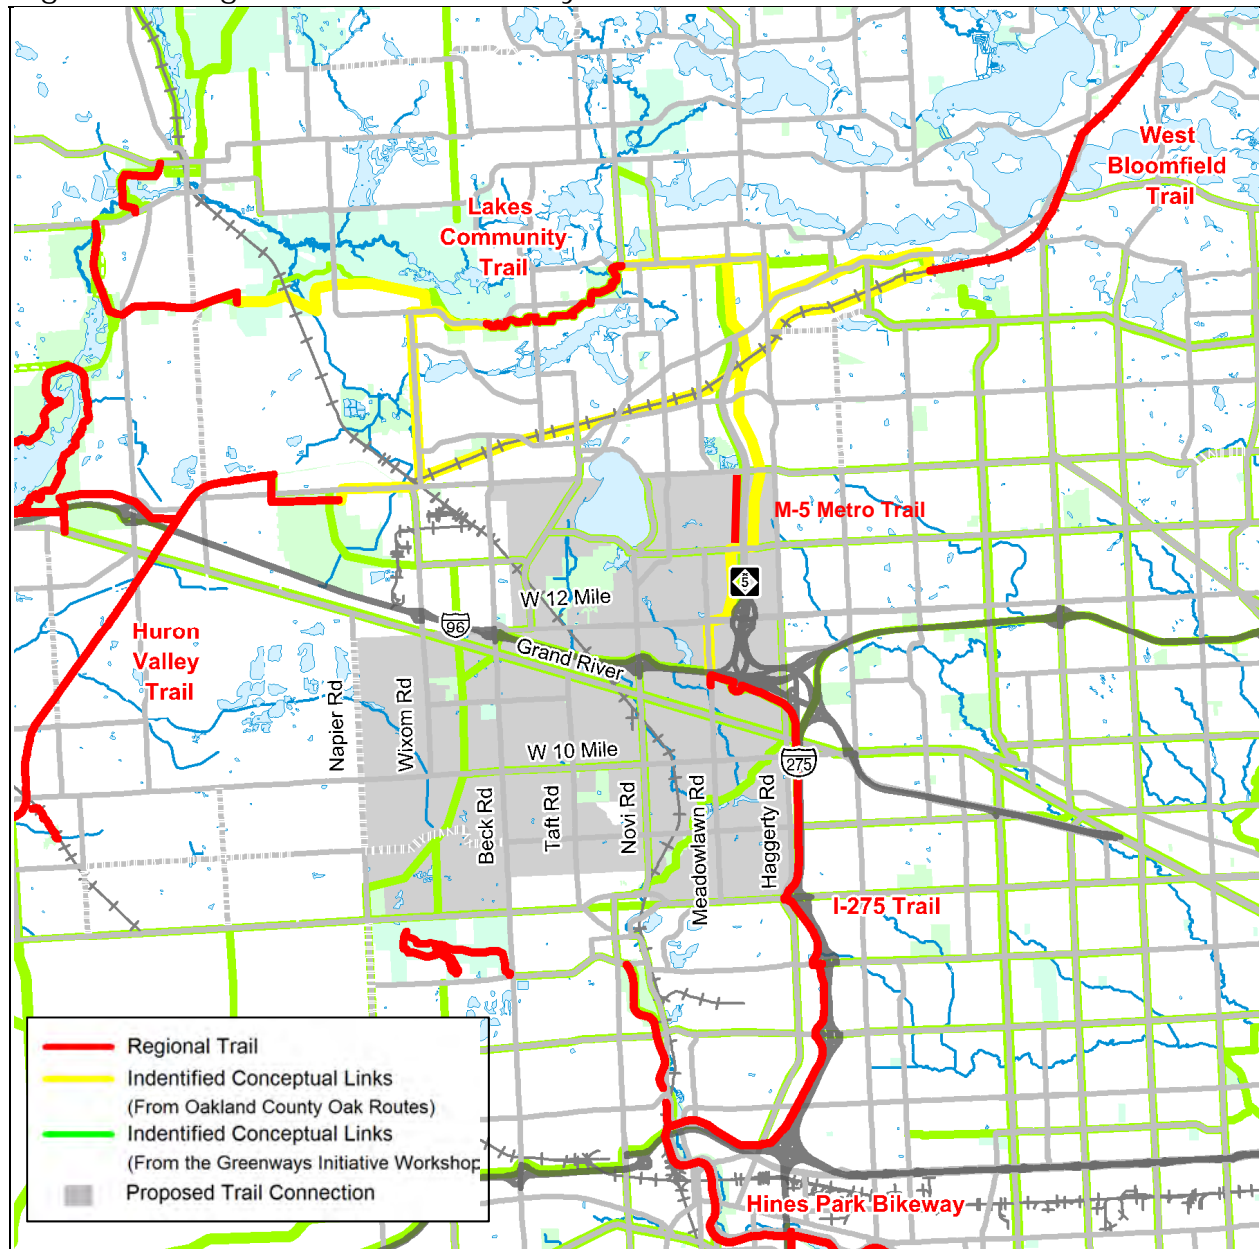 West
Bloomfield
Trail
Lakes
Community
Trail
M-5 Metro Trail
5
W 12 Mile
96
Grand River
Huron
Valley
Trail
Napier Rd
Wixom Rd
W 10 Mile
275
Beck Rd
Taft Rd
Novi Rd
Meadowlawn Rd
Haggerty Rd
I-275 Trail
Regional Trail
Indentified Conceptual Links
(From Oakland County Oak Routes)
Indentified Conceptual Links
(From the Greenways Initiative Workshop
Proposed Trail Connection
Hines Park Bikeway